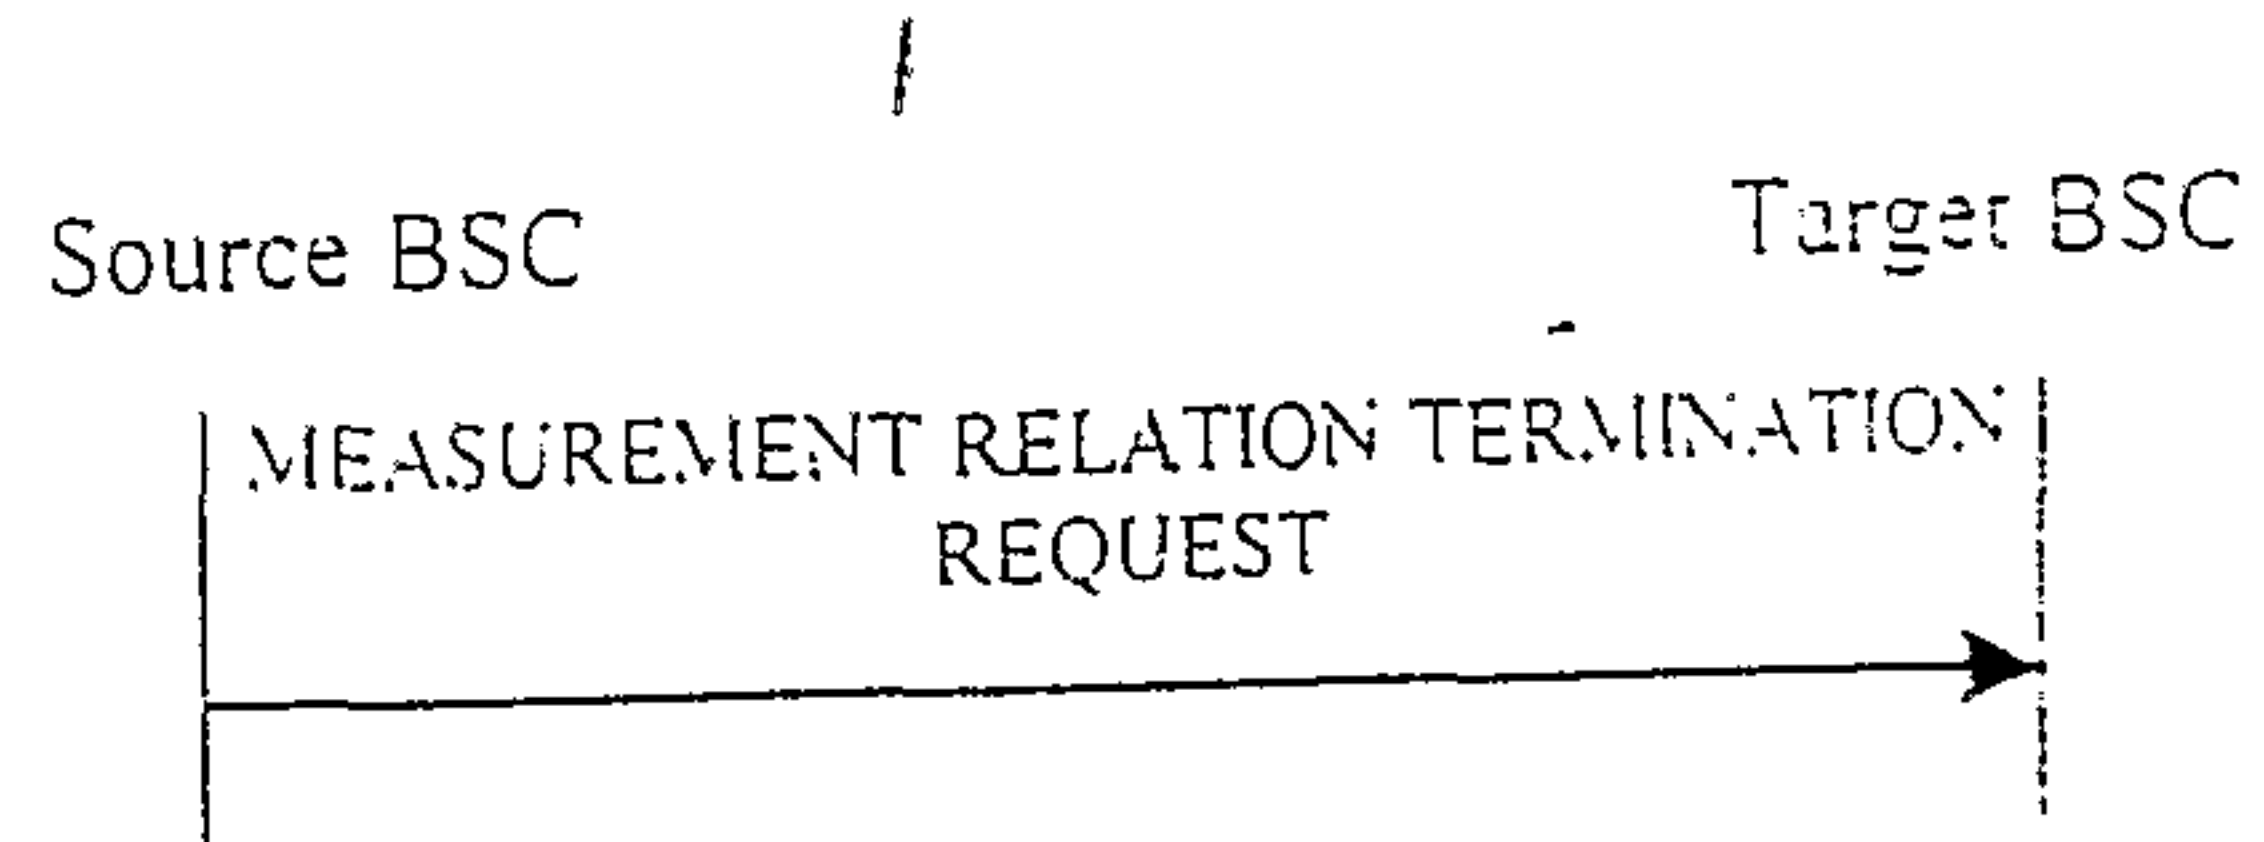 Source BSC
Target BSC
MEASUREMENT RELATION TERMINATION
REQUEST